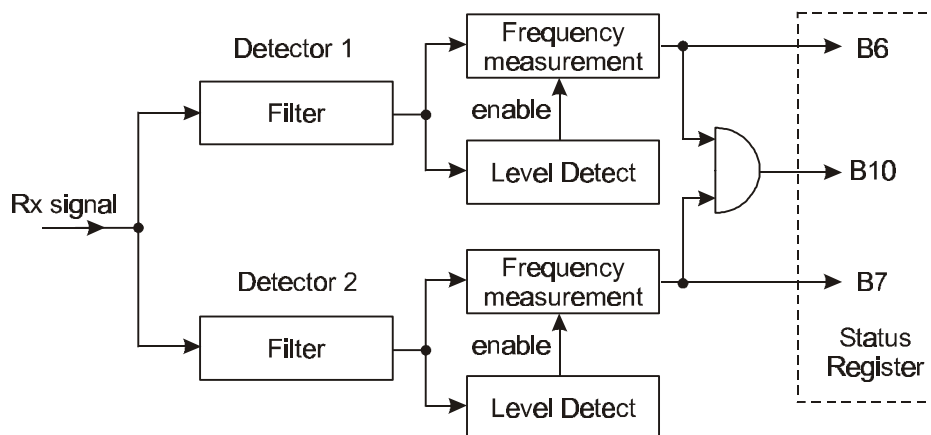 Detector 1
Filter
Frequency
measurement
enable
Level Detect
Rx signal
Detector 2
Filter
Frequency
measurement
enable
Level Detect
B6
B10
B7
Status
Register